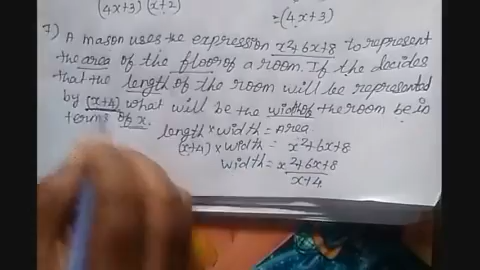 (4x+3)(x+2)
=(4x+3)
7) A mason uses the expression x²+6x+8 to represent
the area of the floor of a room. If the decides
that the length of the room will be represented
by (x+4) what will be the width of the room be in
terms of x.
length × width = Area
(x+4) × width = x²+6x+8
width = x²+6x+8
x+4